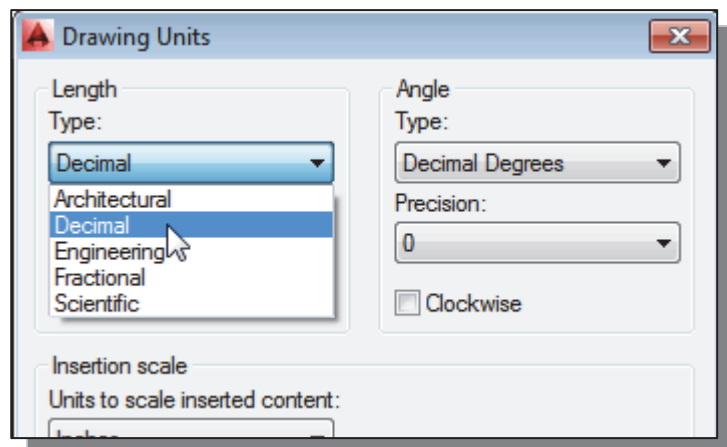 Drawing Units
Length
Type:
Decimal
Architectural
Decimal
Engineering
Fractional
Scientific
Angle
Type:
Decimal Degrees
Precision:
0
Clockwise
Insertion scale
Units to scale inserted content: